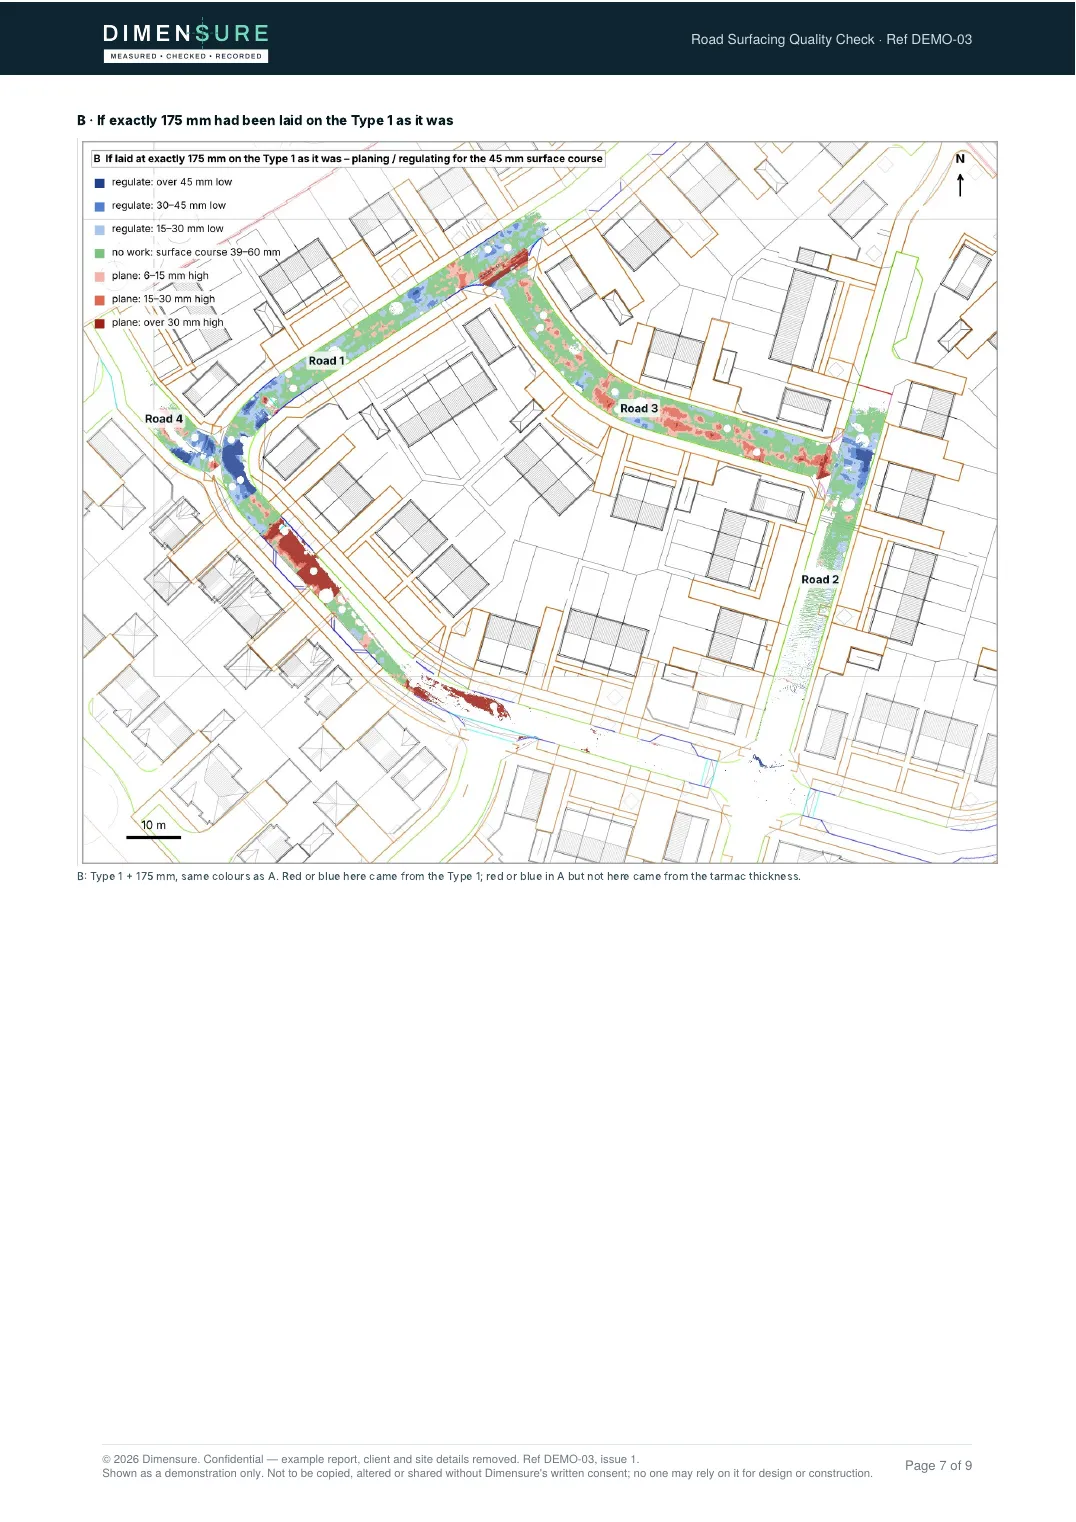 DIMENSURE
MEASURED • CHECKED • RECORDED
Road Surfacing Quality Check · Ref DEMO-03
B · If exactly 175 mm had been laid on the Type 1 as it was
B If laid at exactly 175 mm on the Type 1 as it was – planing / regulating for the 45 mm surface course
N
regulate: over 45 mm low
regulate: 30–45 mm low
regulate: 15–30 mm low
no work: surface course 39–60 mm
plane: 6–15 mm high
plane: 15–30 mm high
plane: over 30 mm high
Road 1
Road 4
Road 3
Road 2
10 m
B: Type 1 + 175 mm, same colours as A. Red or blue here came from the Type 1; red or blue in A but not here came from the tarmac thickness.
© 2026 Dimensure. Confidential — example report, client and site details removed. Ref DEMO-03, issue 1.
Shown as a demonstration only. Not to be copied, altered or shared without Dimensure's written consent; no one may rely on it for design or construction.
Page 7 of 9